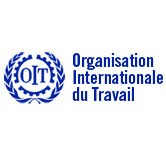 OIT
Organisation
Internationale
du Travail